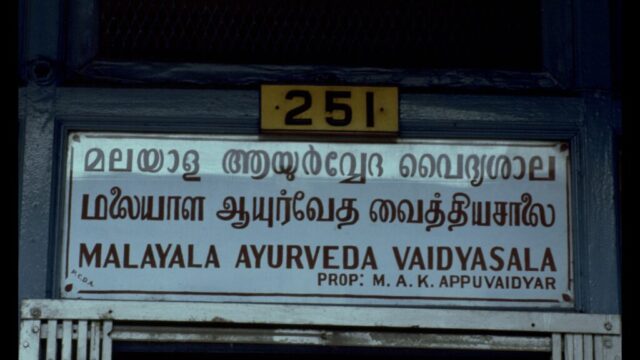 251
മലയാള ആയുർവ്വേദ വൈദ്യശാല
மலையாள ஆயுர்வேத வைத்தியசாலை
MALAYALA AYURVEDA VAIDYASALA
PROP: M. A. K. APPUVAIDYAR
P.C.D.A.